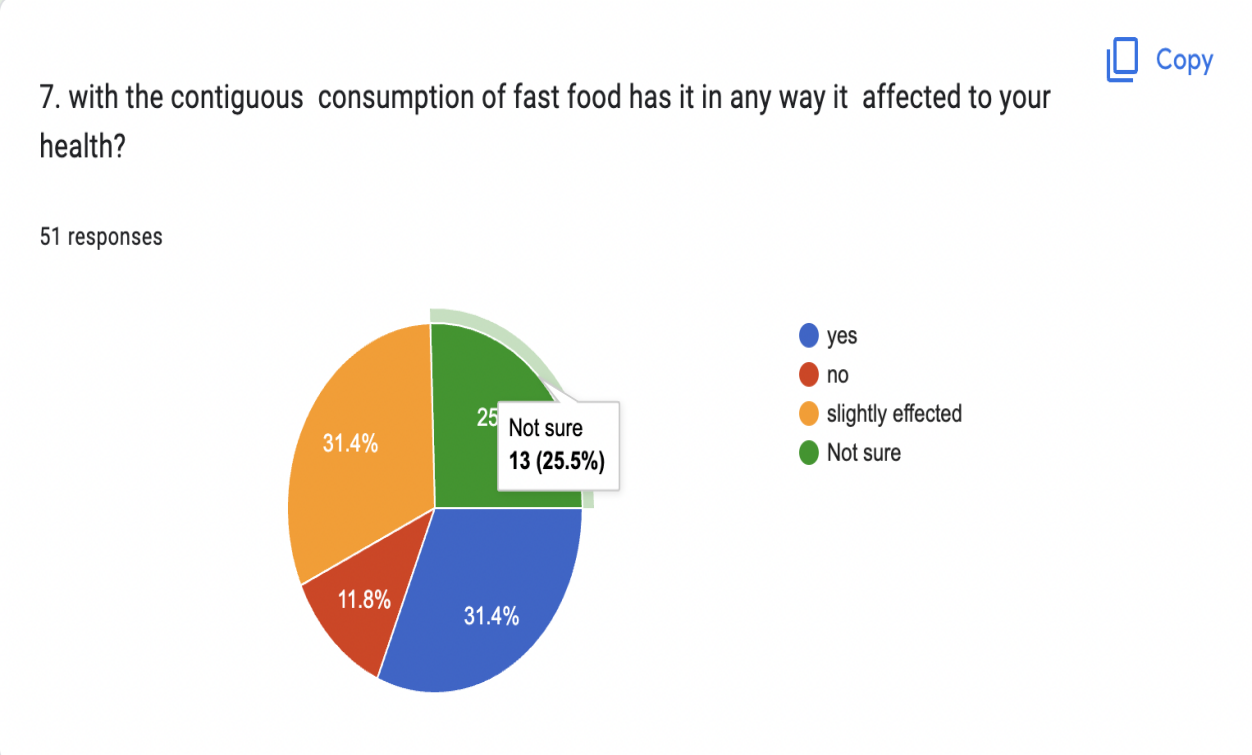 Copy
7. with the contiguous consumption of fast food has it in any way it affected to your
health?
51 responses
yes
no
slightly effected
Not sure
31.4%
25
Not sure
13 (25.5%)
11.8%
31.4%